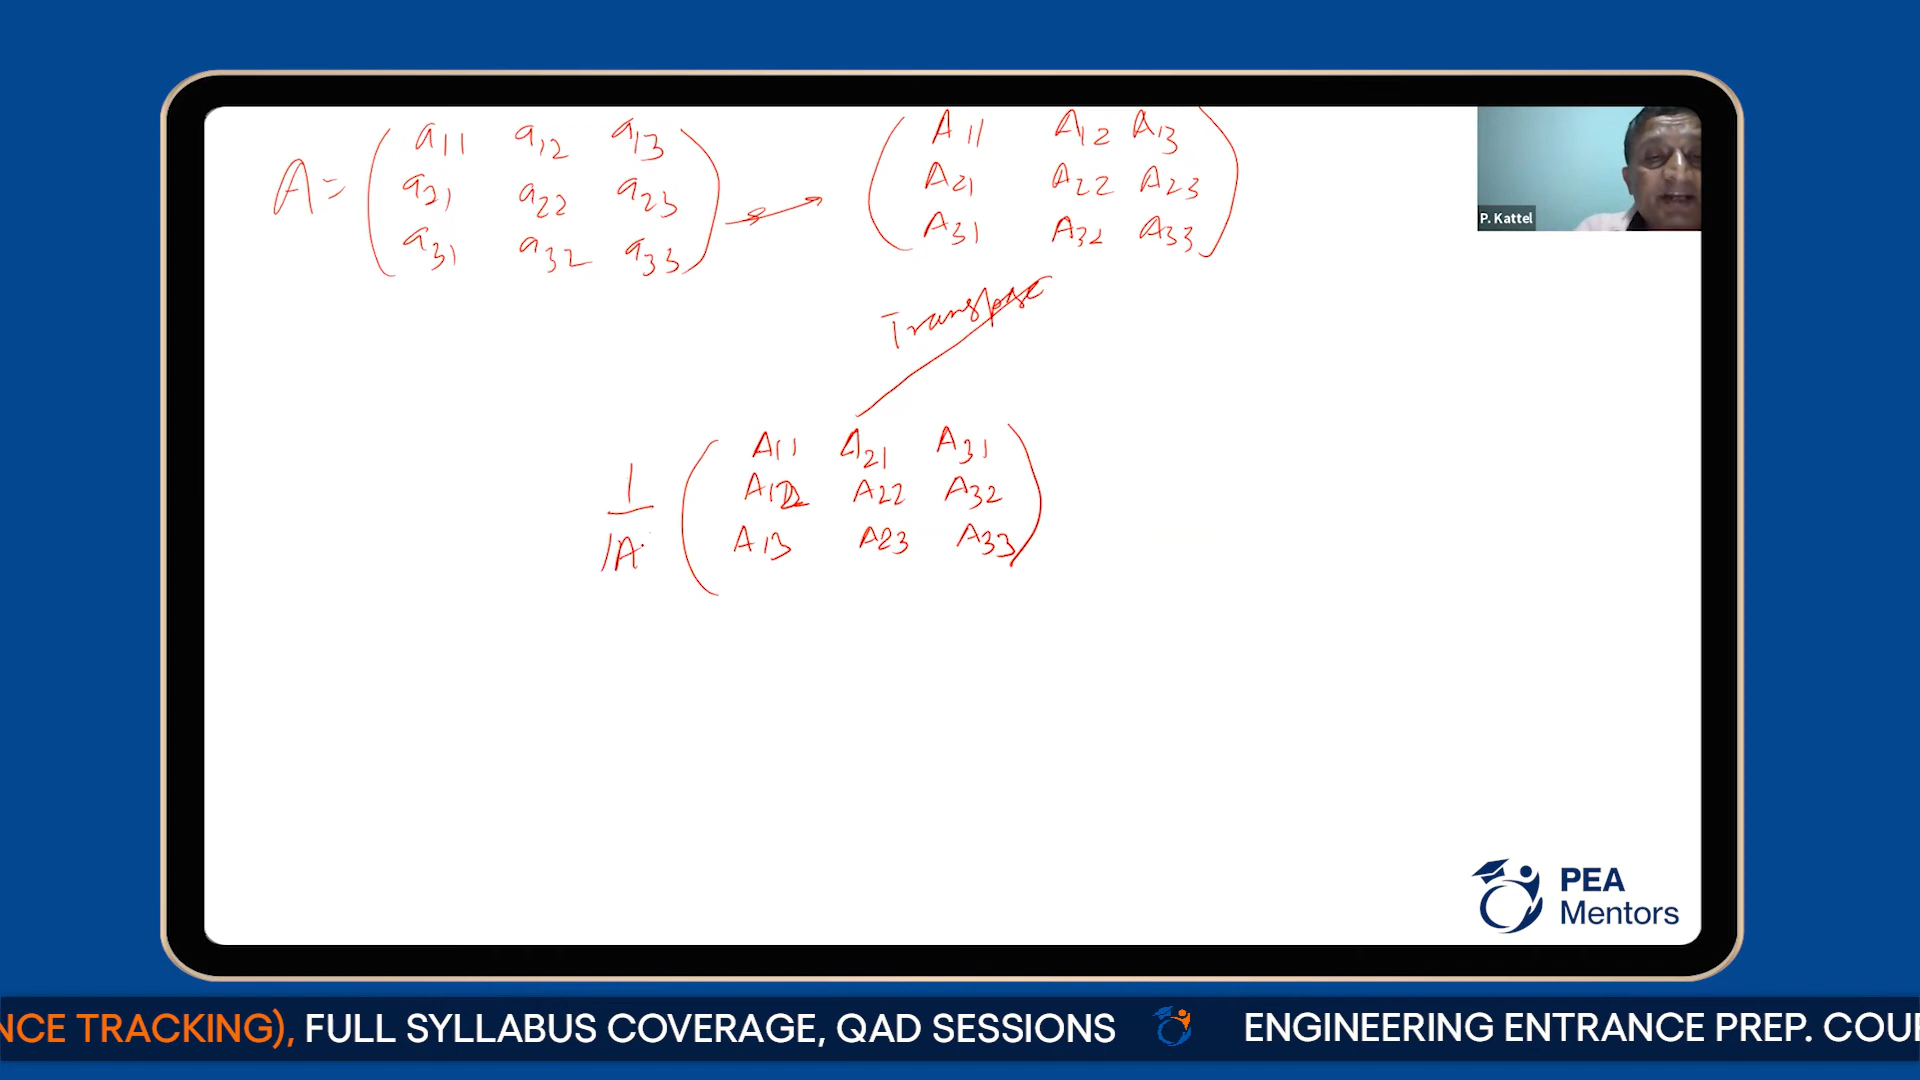 a11 a12 a13
A = a21 a22 a23
a31 a32 a33
A11 A12 A13
A21 A22 A23
A31 A32 A33
P. Kattel
Transpose
A11 A21 A31
1 A12 A22 A32
|A A13 A23 A33
PEA
Mentors
NCE TRACKING), FULL SYLLABUS COVERAGE, QAD SESSIONS ENGINEERING ENTRANCE PREP. COU